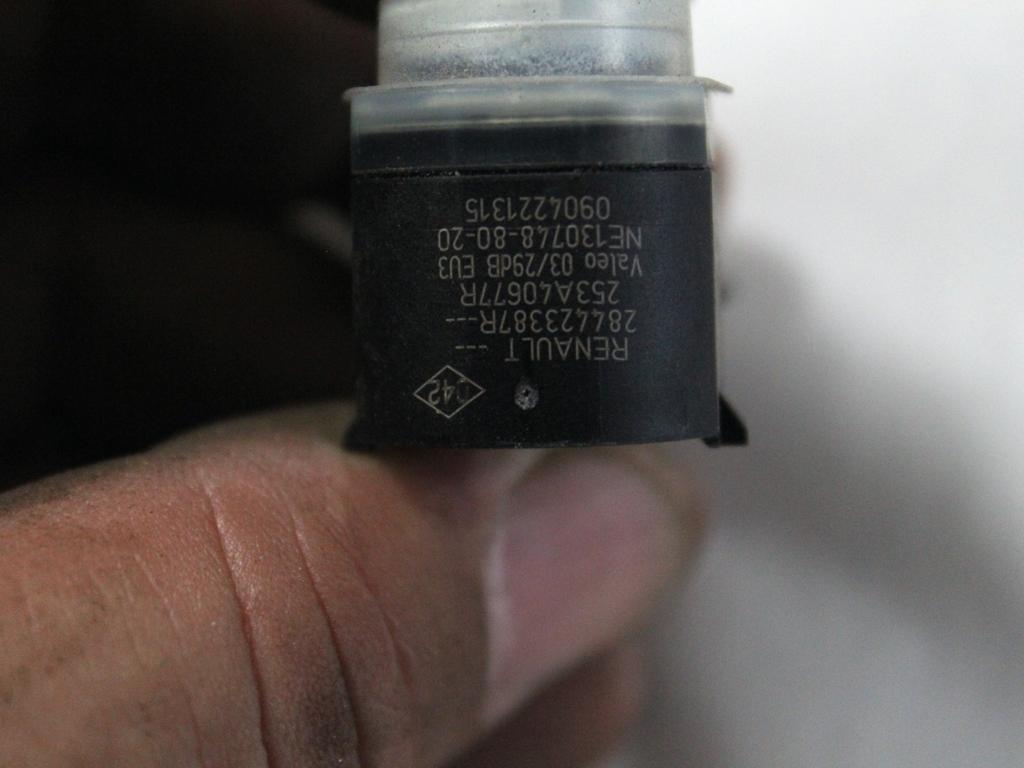 D42
RENAULT ---
284423387R---
253A40677R
Valeo 03/29dB EU3
NE130748-80-20
0904221315